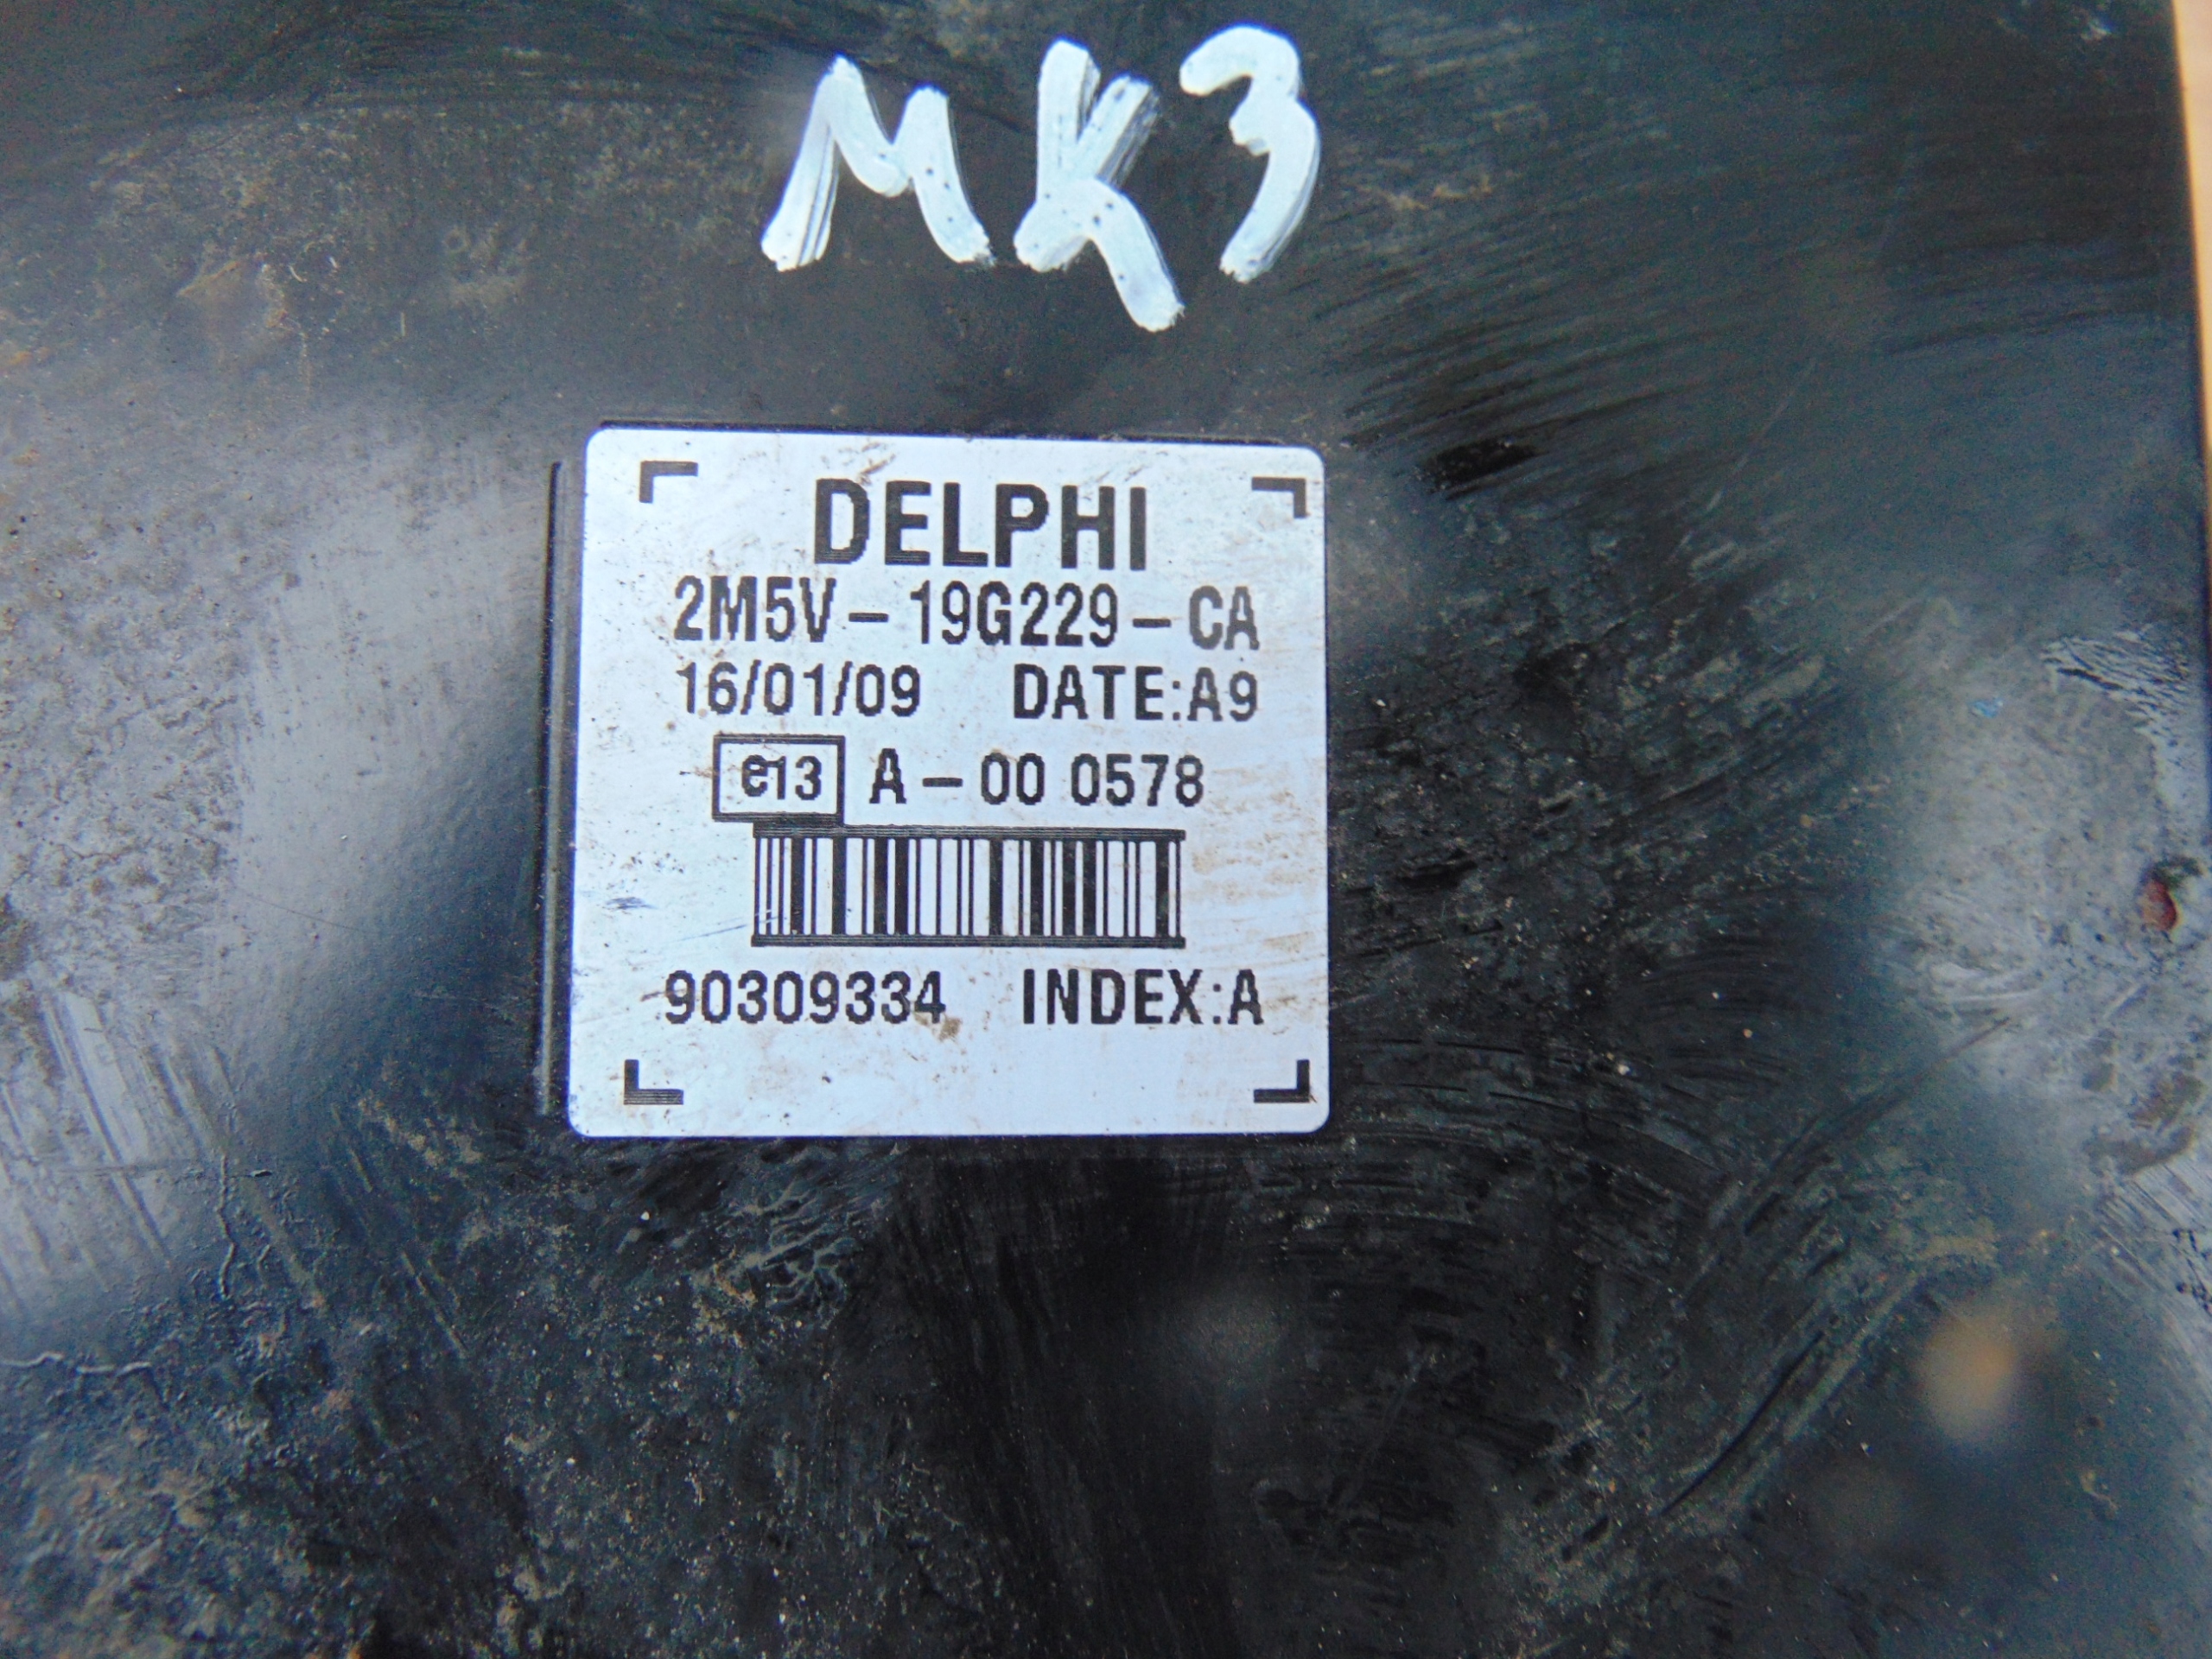 MK3
DELPHI
2M5V-19G229-CA
16/01/09 DATE:A9
e13 A-00 0578
90309334 INDEX:A